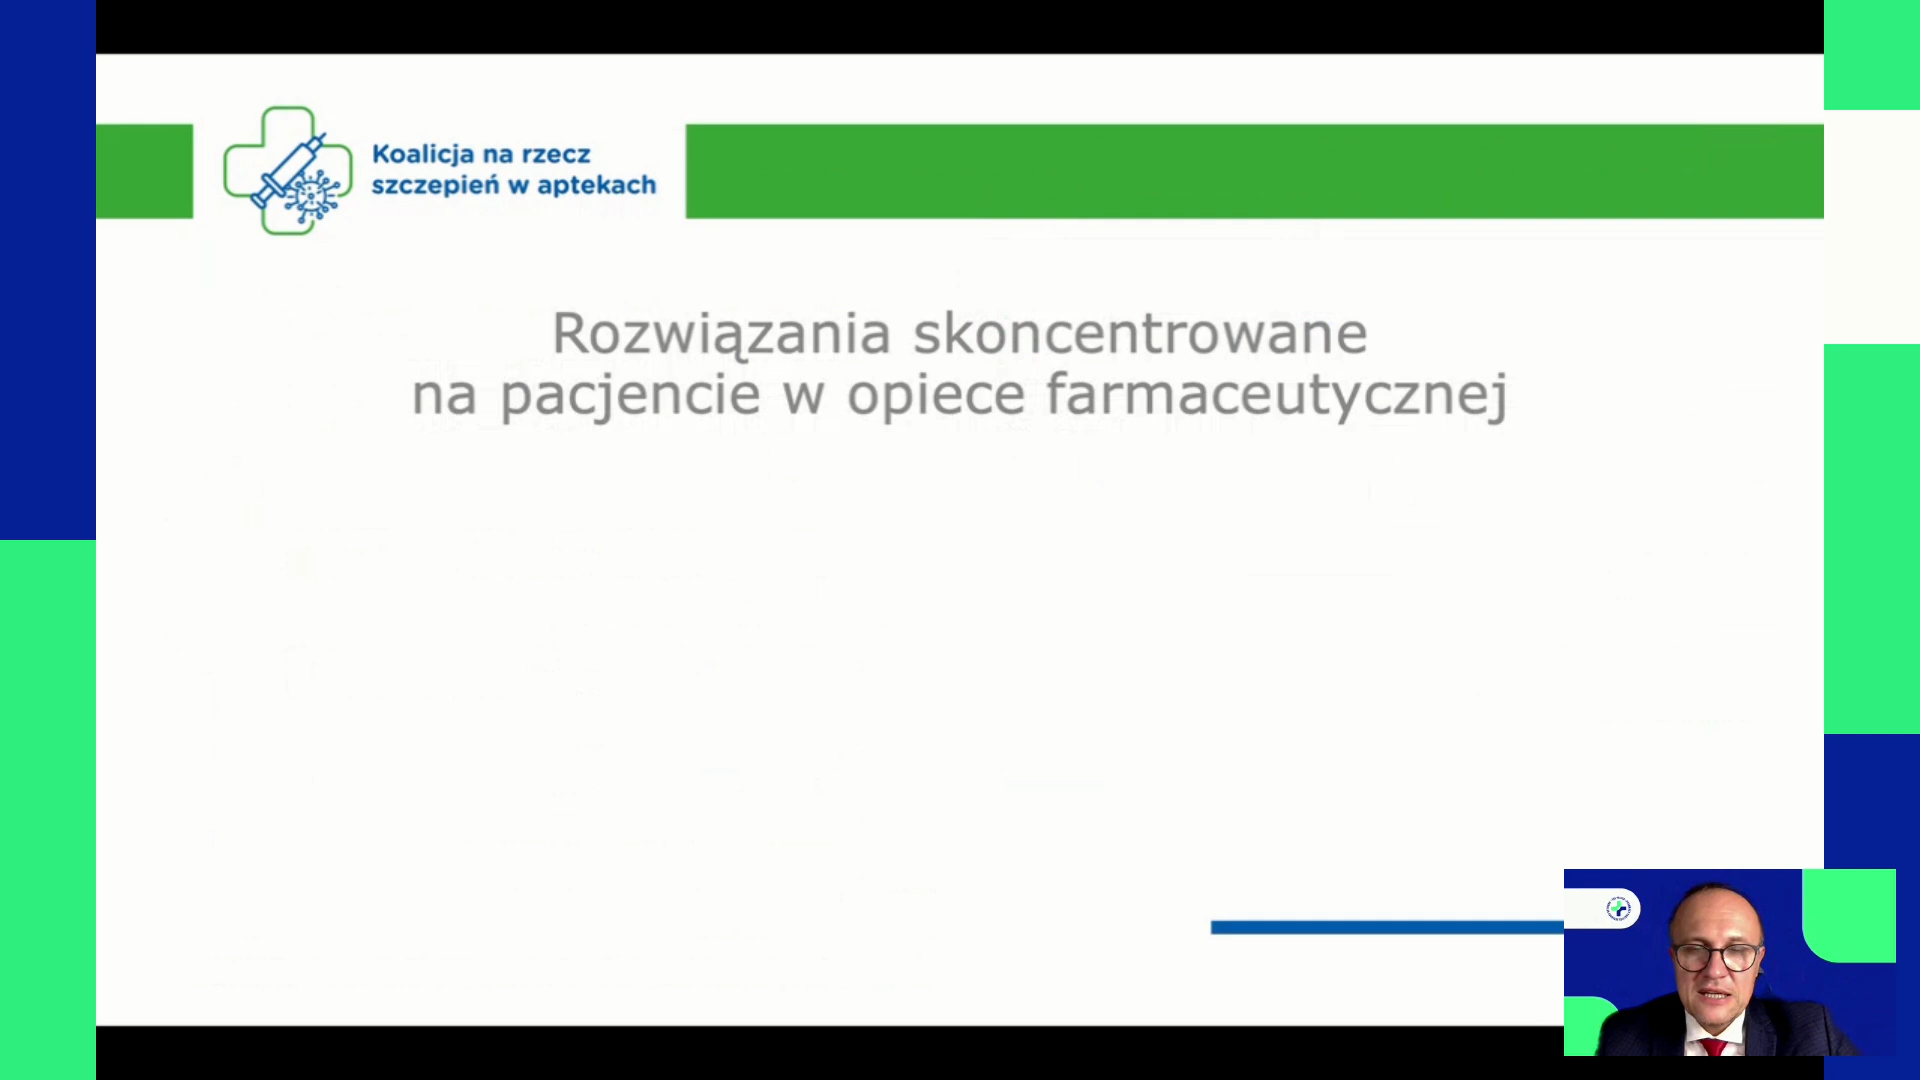 Koalicja na rzecz
szczepień w aptekach
Rozwiązania skoncentrowane
na pacjencie w opiece farmaceutycznej